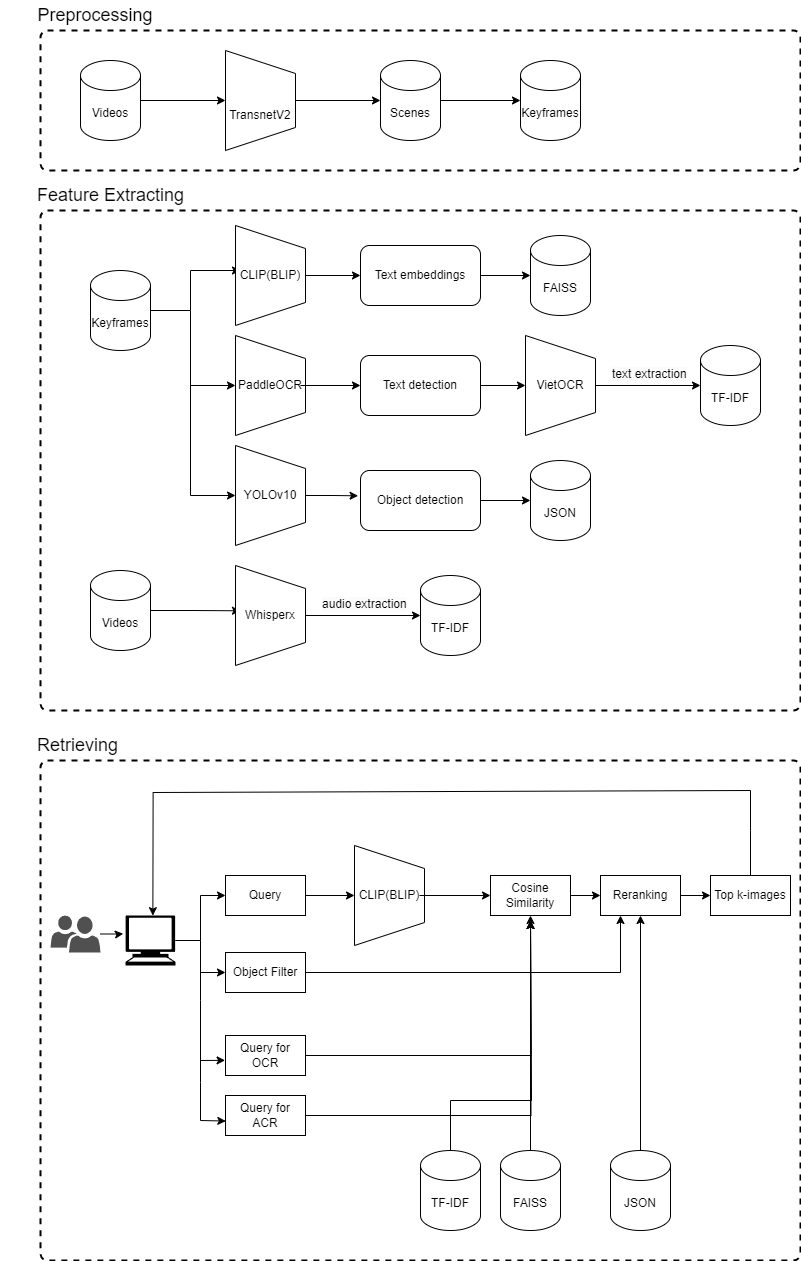 Preprocessing
Videos
TransnetV2
Scenes
Keyframes
Feature Extracting
CLIP(BLIP)
Text embeddings
FAISS
Keyframes
PaddleOCR
Text detection
VietOCR
text extraction
TF-IDF
YOLOv10
Object detection
JSON
Videos
Whisperx
audio extraction
TF-IDF
Retrieving
Query
CLIP(BLIP)
Cosine
Similarity
Reranking
Top k-images
Object Filter
Query for
OCR
Query for
ACR
TF-IDF
FAISS
JSON